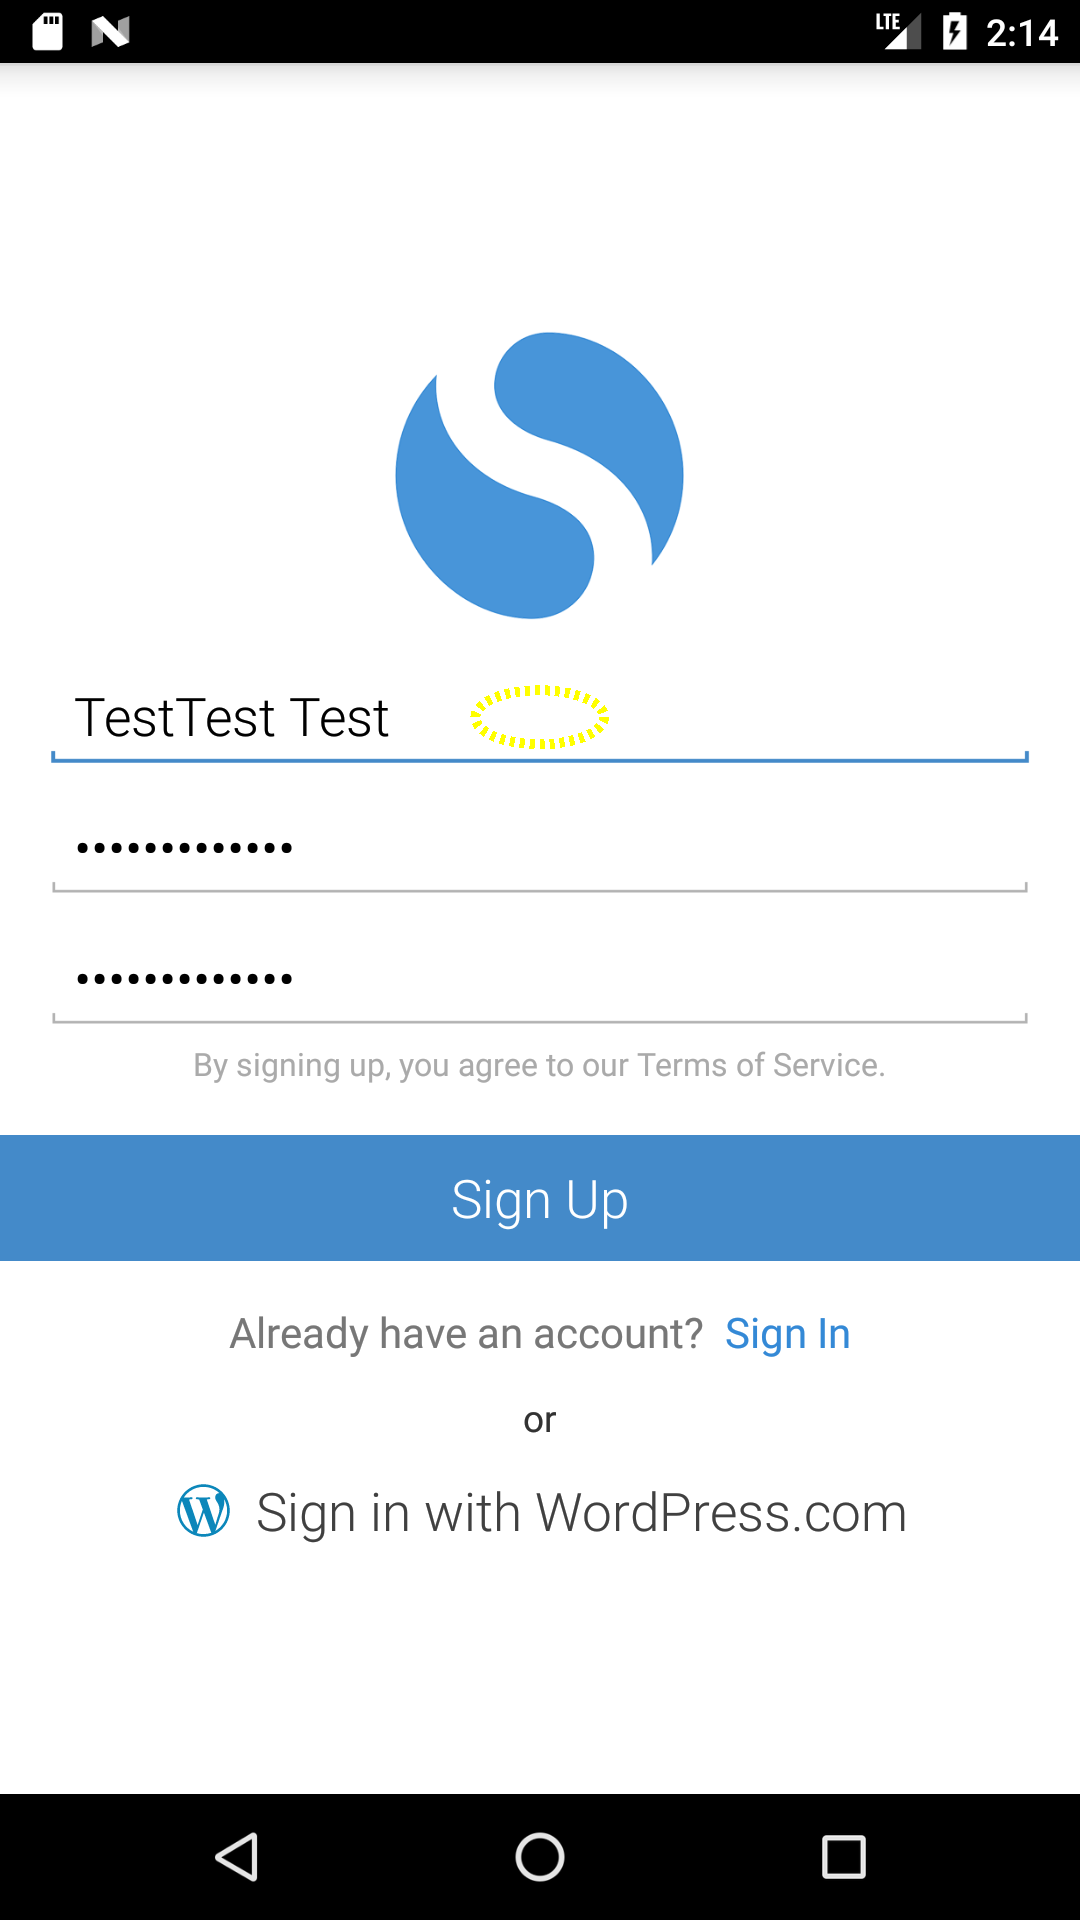 LTE 2:14
TestTest Test
•••••••••••••
•••••••••••••
By signing up, you agree to our Terms of Service.
Sign Up
Already have an account? Sign In
or
Sign in with WordPress.com